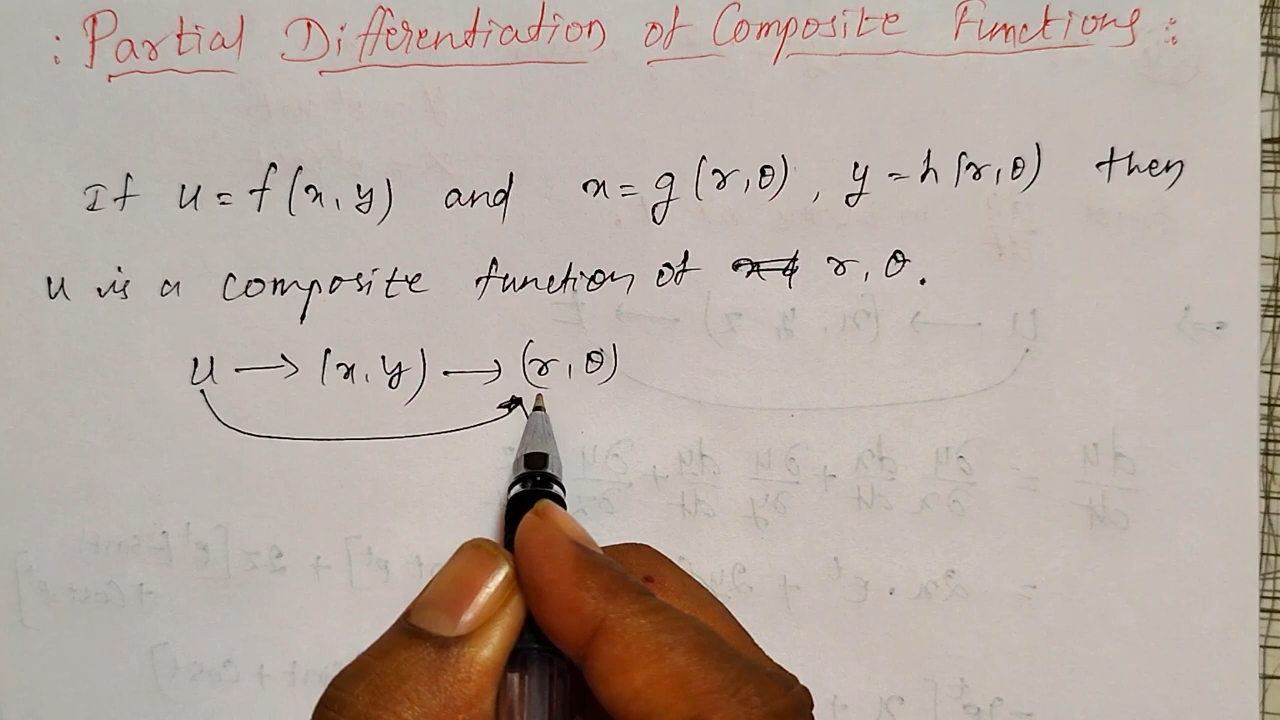 : Partial Differentiation of Composite Functions :
If u = f(x, y) and x = g(r, θ), y = h(r, θ) then
u is a composite function of r, θ.
u → (x, y) → (r, θ)